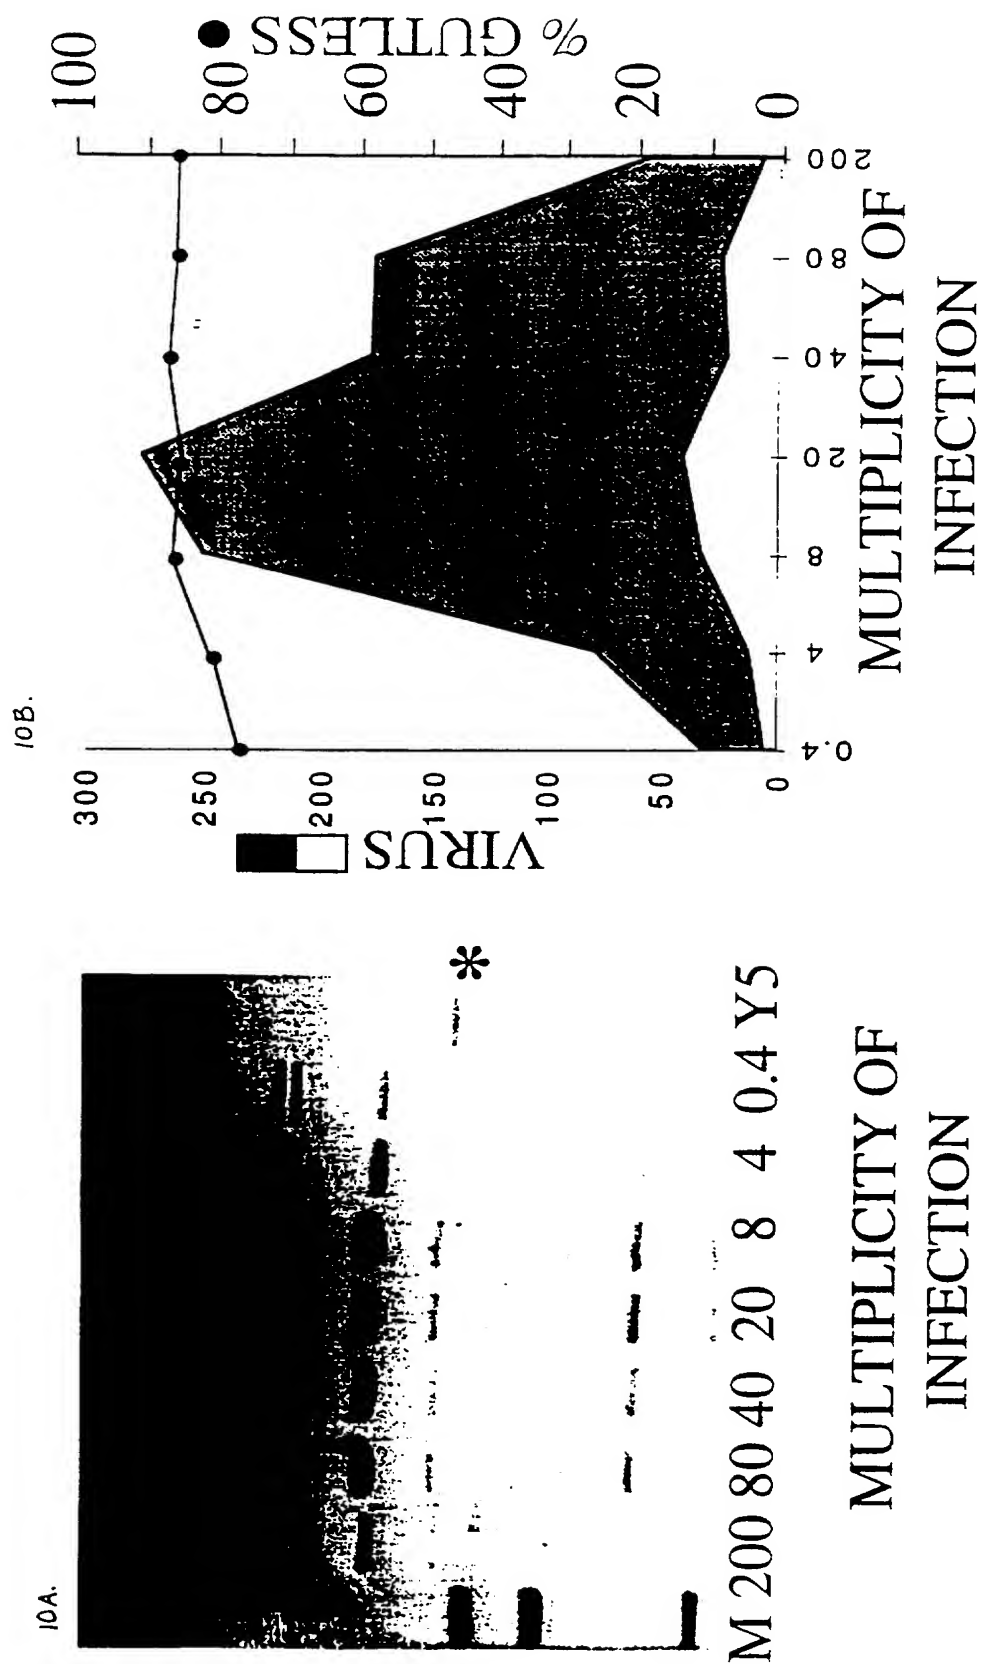 10A.
*
M 200 80 40 20 8 4 0.4 Y5
MULTIPLICITY OF
INFECTION
10B.
VIRUS
300
250
200
150
100
50
0
100
80
60
40
20
0
% GUTLESS
0.4 4 8 20 40 80 200
MULTIPLICITY OF
INFECTION